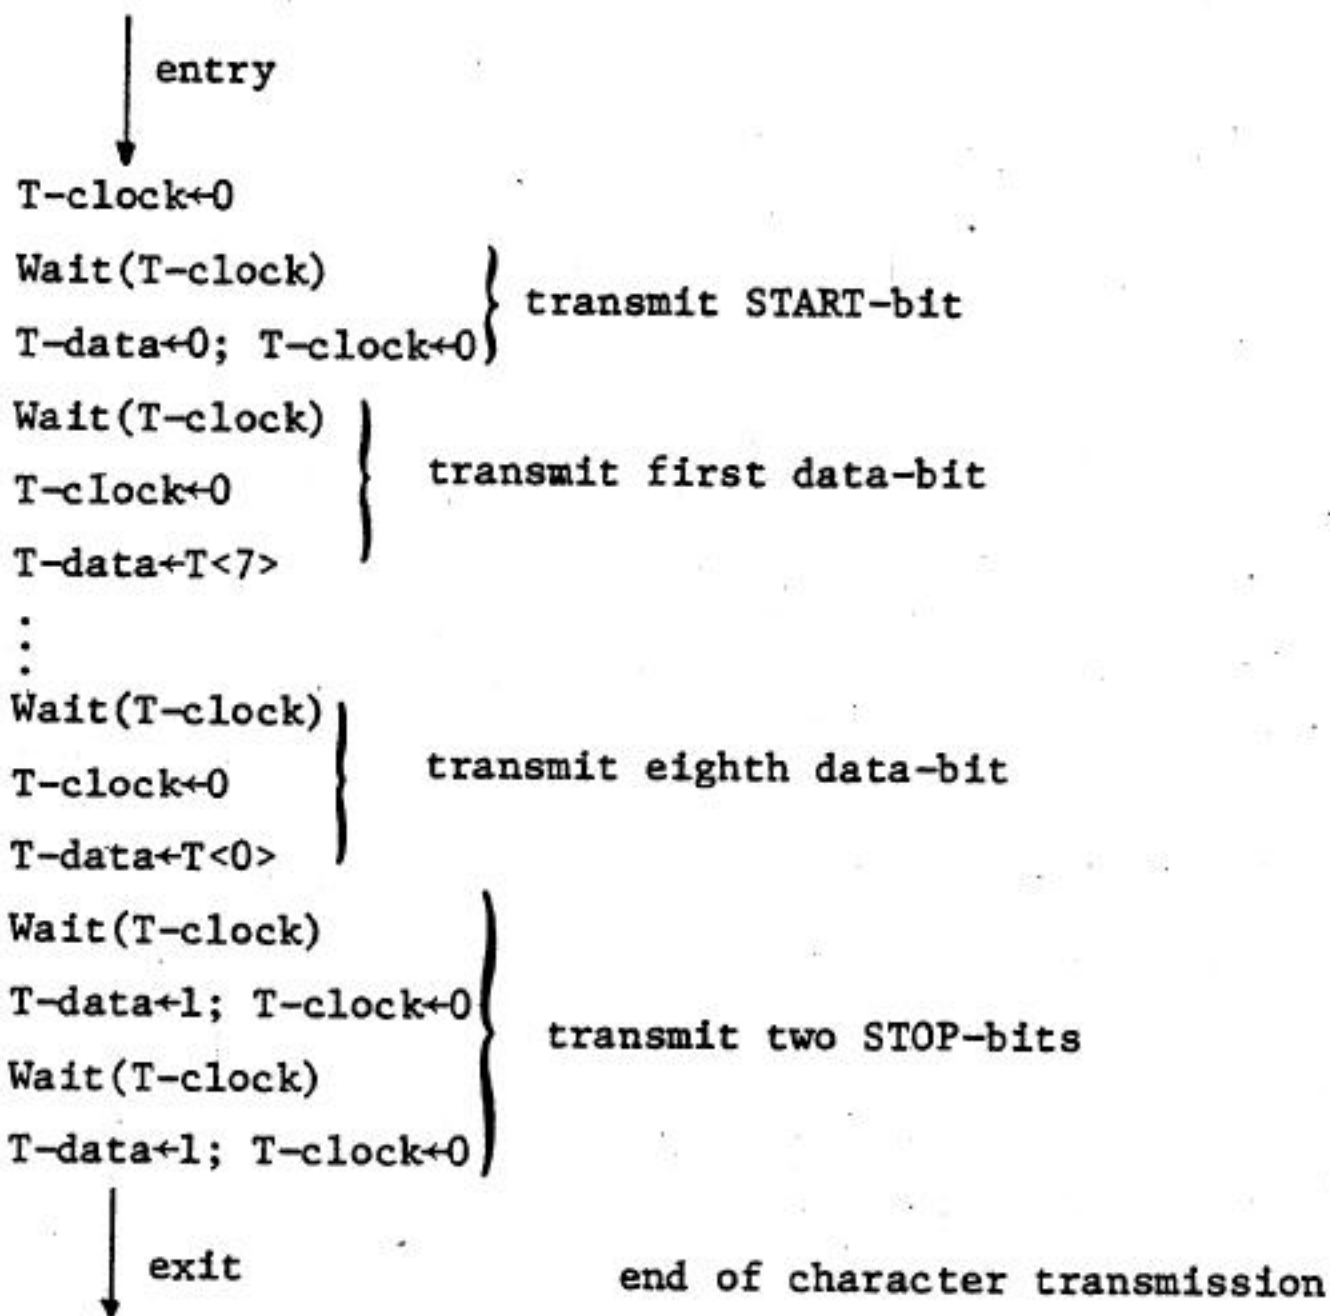 entry
T-clock←0
Wait(T-clock)
transmit START-bit
T-data←0; T-clock←0
Wait(T-clock)
transmit first data-bit
T-clock←0
T-data←T<7>
⋮
Wait(T-clock)
transmit eighth data-bit
T-clock←0
T-data←T<0>
Wait(T-clock)
T-data←1; T-clock←0
transmit two STOP-bits
Wait(T-clock)
T-data←1; T-clock←0
exit
end of character transmission